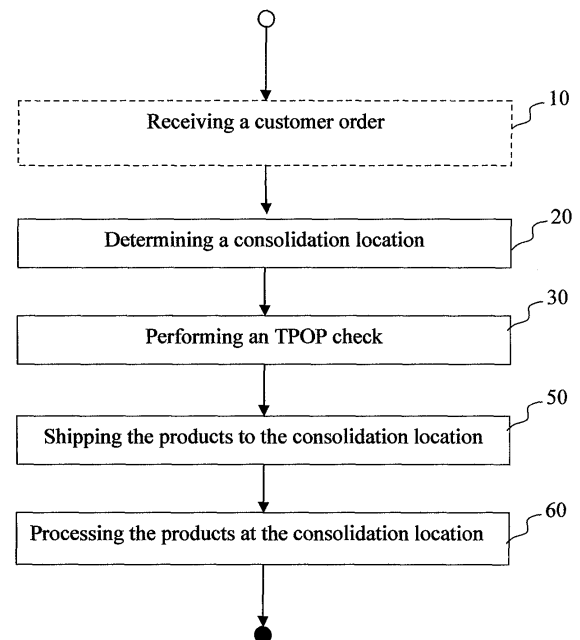 Receiving a customer order
10
Determining a consolidation location
20
Performing an TPOP check
30
Shipping the products to the consolidation location
50
Processing the products at the consolidation location
60